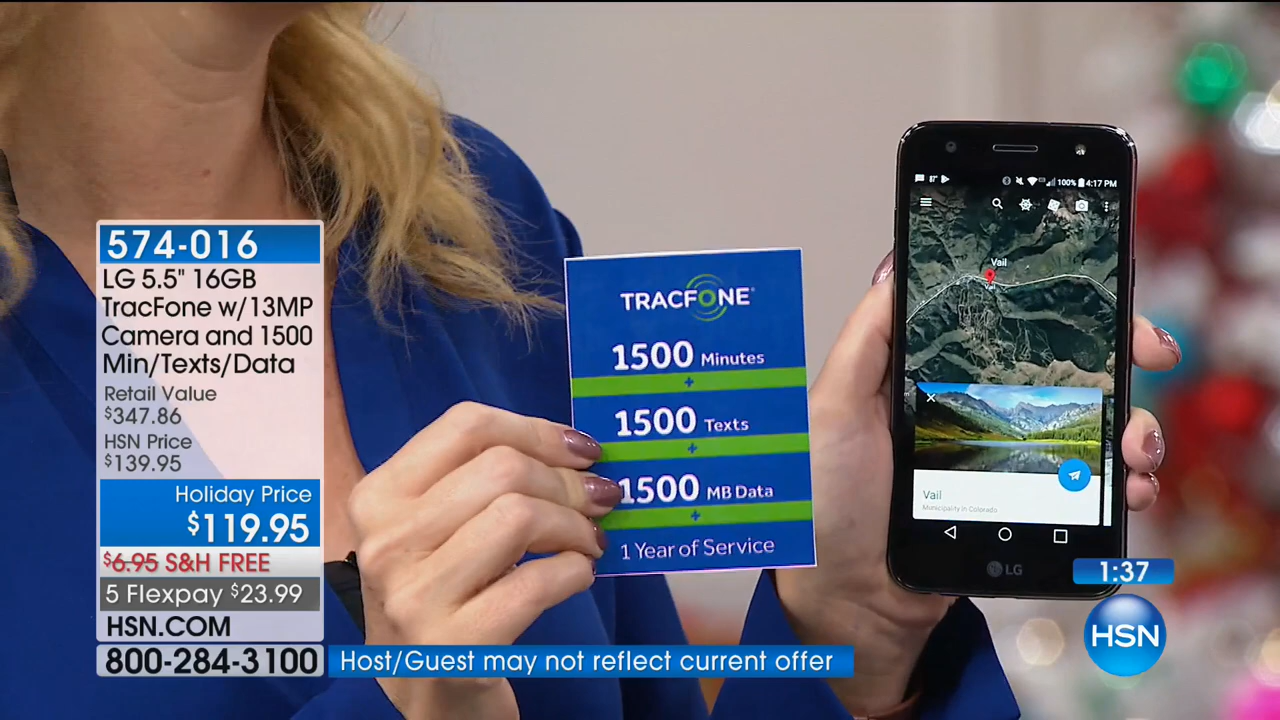 574-016
LG 5.5" 16GB
TracFone w/13MP
Camera and 1500
Min/Texts/Data
Retail Value
$347.86
HSN Price
$139.95
Holiday Price
$119.95
$6.95 S&H FREE
5 Flexpay $23.99
HSN.COM
800-284-3100
Host/Guest may not reflect current offer
TRACFONE
1500 Minutes
+
1500 Texts
+
1500 MB Data
+
1 Year of Service
100% 4:17 PM
Vail
Vail
Municipality in Colorado
LG
1:37
HSN